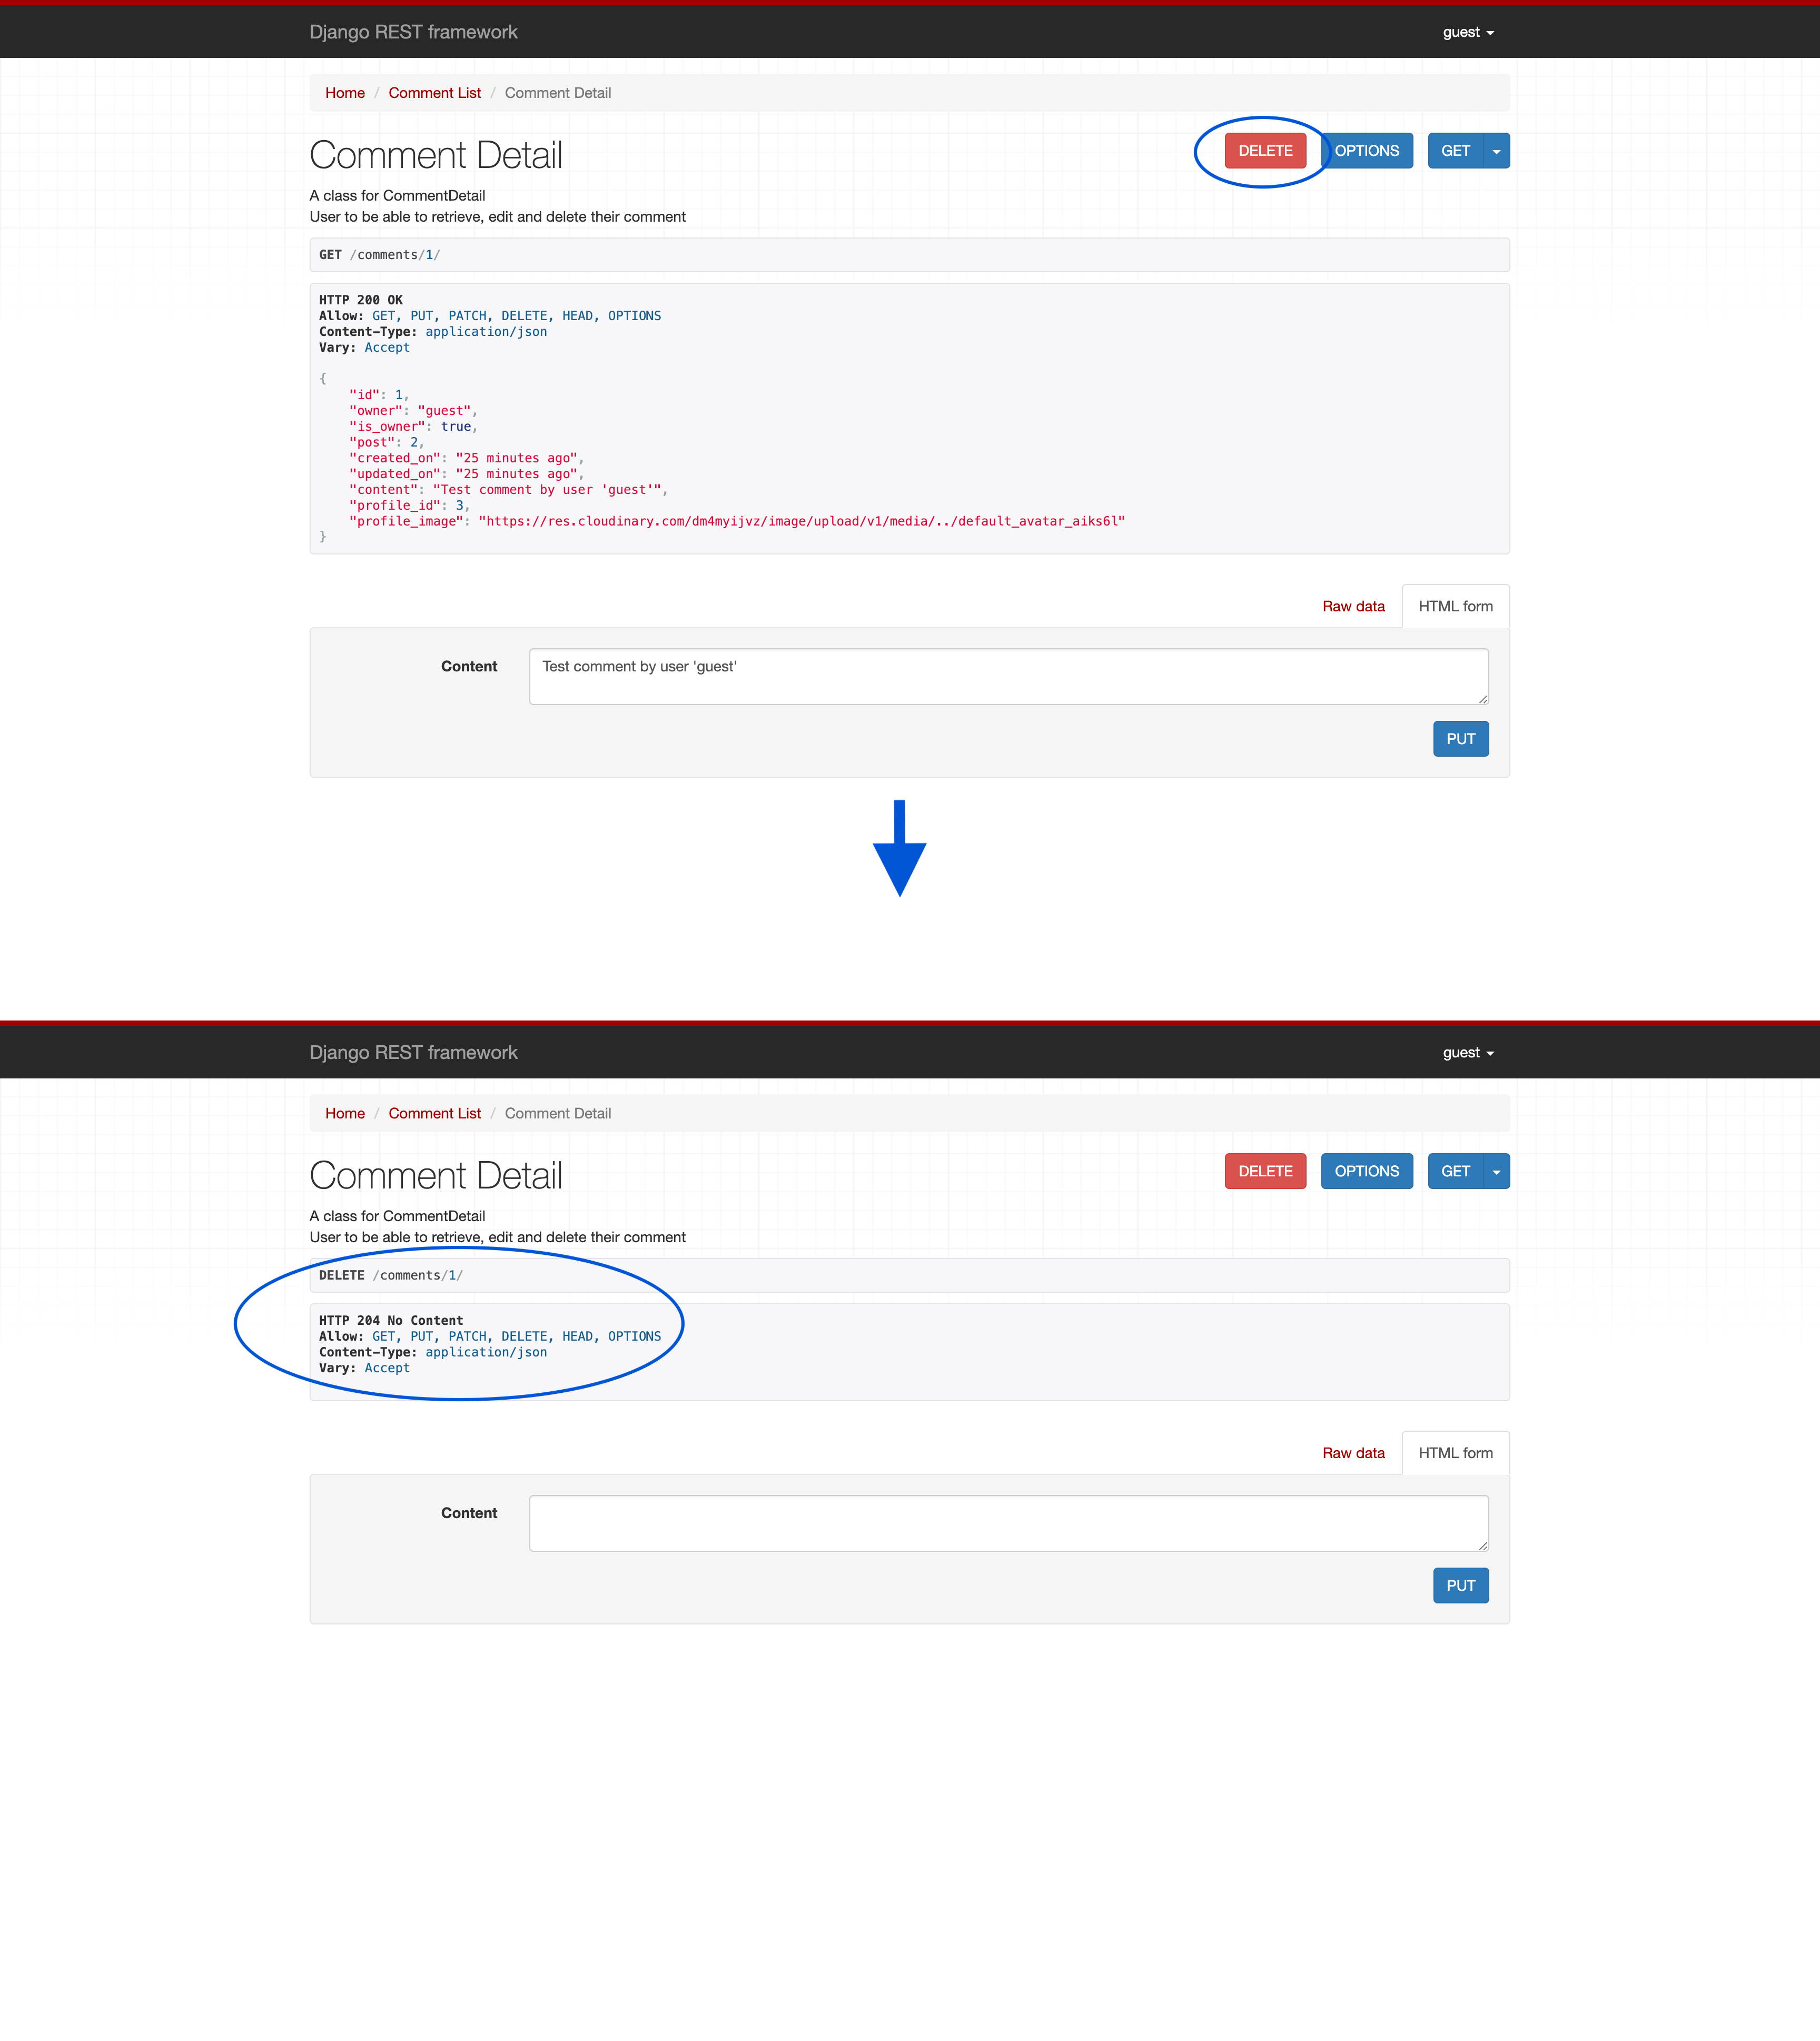 Django REST framework
guest
Home / Comment List / Comment Detail
Comment Detail
DELETE
OPTIONS
GET
A class for CommentDetail
User to be able to retrieve, edit and delete their comment
GET /comments/1/
HTTP 200 OK
Allow: GET, PUT, PATCH, DELETE, HEAD, OPTIONS
Content-Type: application/json
Vary: Accept
{
    "id": 1,
    "owner": "guest",
    "is_owner": true,
    "post": 2,
    "created_on": "25 minutes ago",
    "updated_on": "25 minutes ago",
    "content": "Test comment by user 'guest'",
    "profile_id": 3,
    "profile_image": "https://res.cloudinary.com/dm4myijvz/image/upload/v1/media/../default_avatar_aiks6l"
}
Raw data
HTML form
Content
Test comment by user 'guest'
PUT
Django REST framework
guest
Home / Comment List / Comment Detail
Comment Detail
DELETE
OPTIONS
GET
A class for CommentDetail
User to be able to retrieve, edit and delete their comment
DELETE /comments/1/
HTTP 204 No Content
Allow: GET, PUT, PATCH, DELETE, HEAD, OPTIONS
Content-Type: application/json
Vary: Accept
Raw data
HTML form
Content
PUT